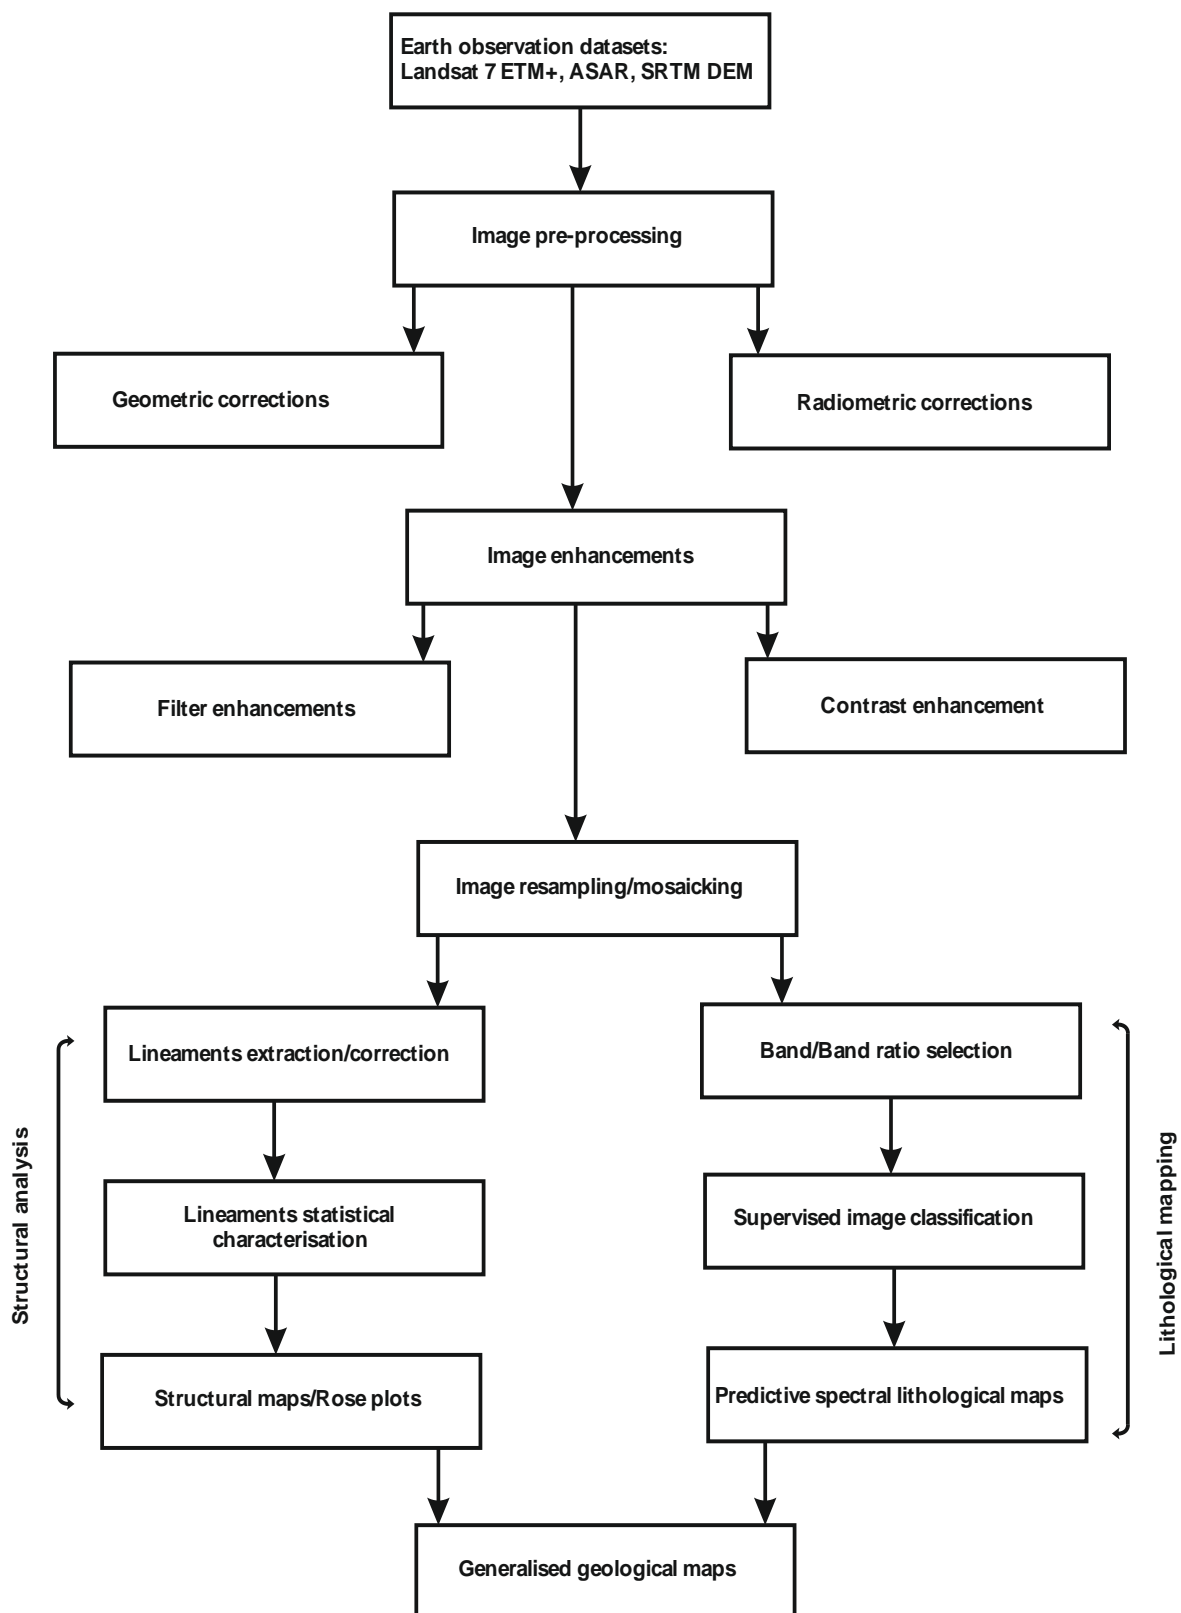 Earth observation datasets:
Landsat 7 ETM+, ASAR, SRTM DEM
Image pre-processing
Geometric corrections
Radiometric corrections
Image enhancements
Filter enhancements
Contrast enhancement
Image resampling/mosaicking
Structural analysis
Lineaments extraction/correction
Lineaments statistical
characterisation
Structural maps/Rose plots
Band/Band ratio selection
Supervised image classification
Predictive spectral lithological maps
Lithological mapping
Generalised geological maps